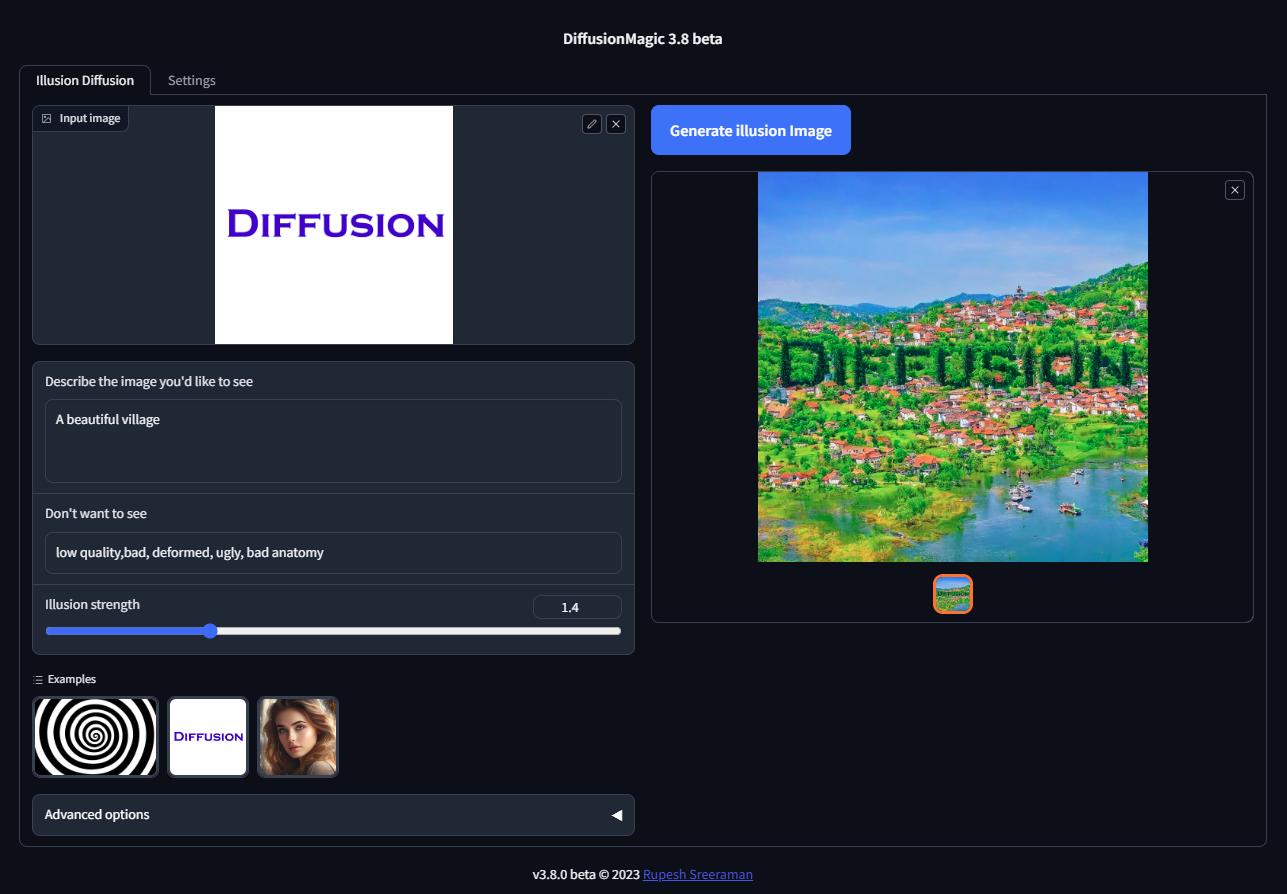 DiffusionMagic 3.8 beta
Illusion Diffusion
Settings
Input image
DIFFUSION
Describe the image you'd like to see
A beautiful village
Don't want to see
low quality,bad, deformed, ugly, bad anatomy
Illusion strength
1.4
Examples
DIFFUSION
Advanced options
Generate illusion Image
DIFFUSION
DIFFUSION
v3.8.0 beta © 2023 Rupesh Sreeraman